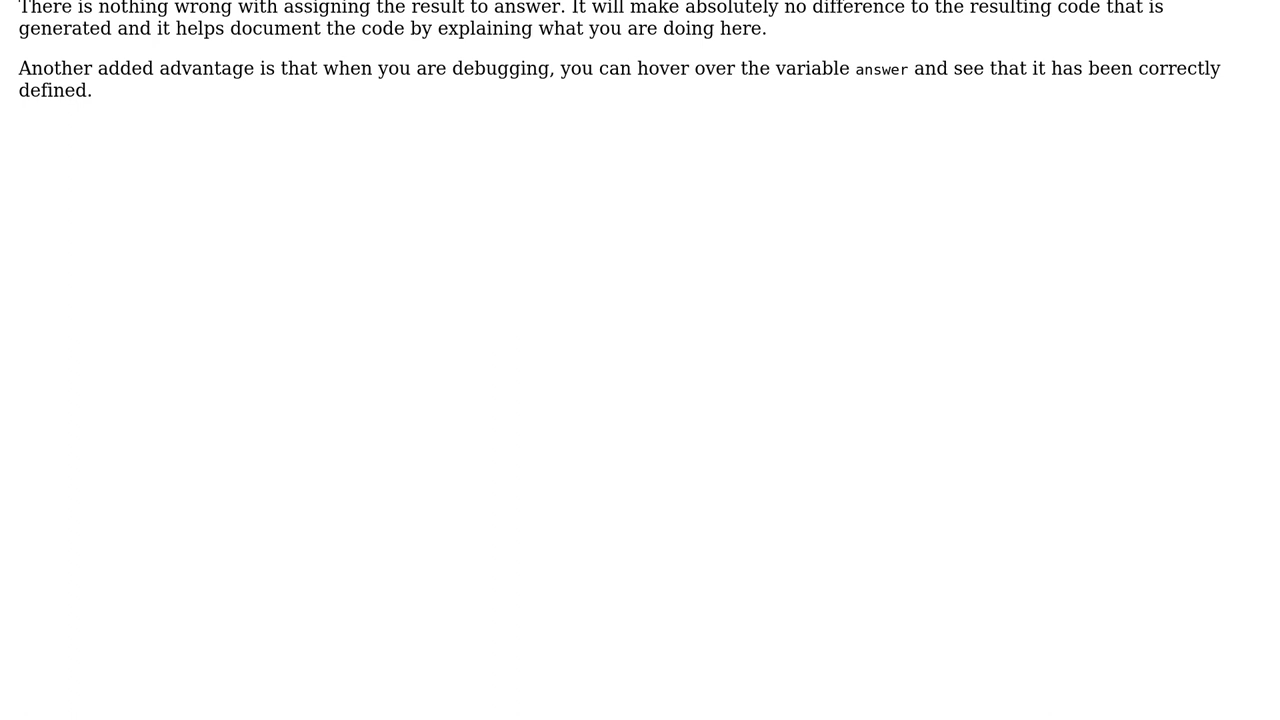 There is nothing wrong with assigning the result to answer. It will make absolutely no difference to the resulting code that is
generated and it helps document the code by explaining what you are doing here.
Another added advantage is that when you are debugging, you can hover over the variable answer and see that it has been correctly
defined.